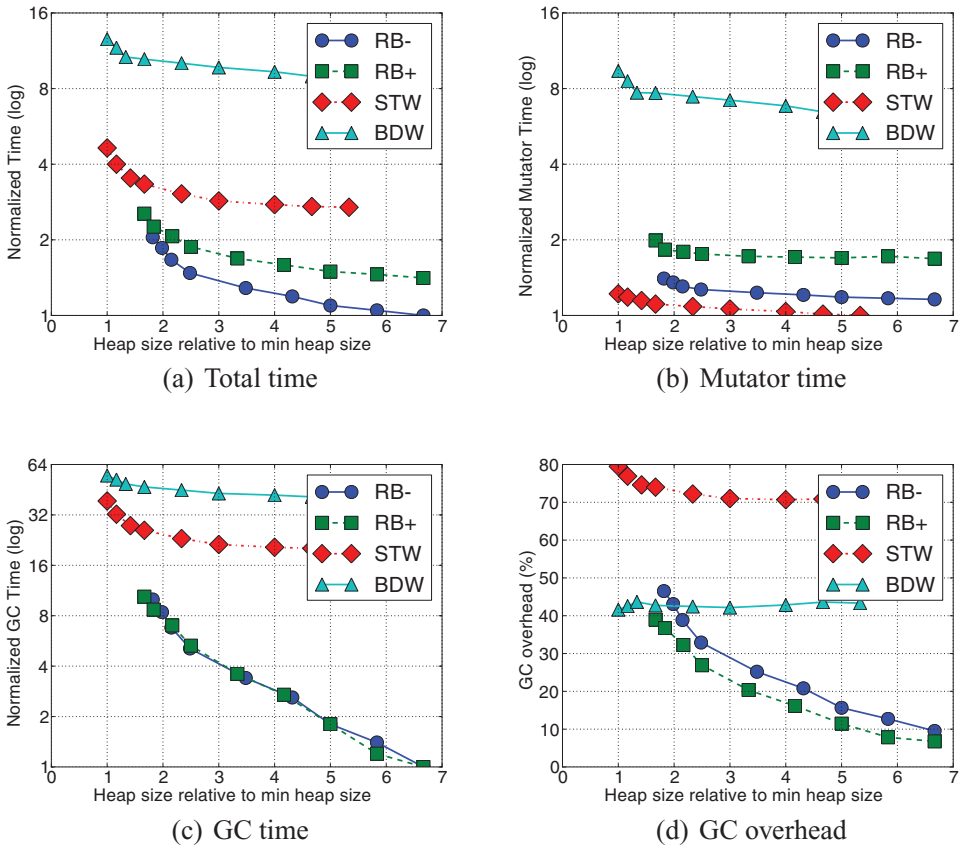 Normalized Time (log)
16
8
4
2
1
0 1 2 3 4 5 6 7
Heap size relative to min heap size
RB-
RB+
STW
BDW
(a) Total time
Normalized Mutator Time (log)
16
8
4
2
1
0 1 2 3 4 5 6 7
Heap size relative to min heap size
RB-
RB+
STW
BDW
(b) Mutator time
Normalized GC Time (log)
64
32
16
8
4
2
1
0 1 2 3 4 5 6 7
Heap size relative to min heap size
RB-
RB+
STW
BDW
(c) GC time
GC overhead (%)
80
70
60
50
40
30
20
10
0
0 1 2 3 4 5 6 7
Heap size relative to min heap size
RB-
RB+
STW
BDW
(d) GC overhead